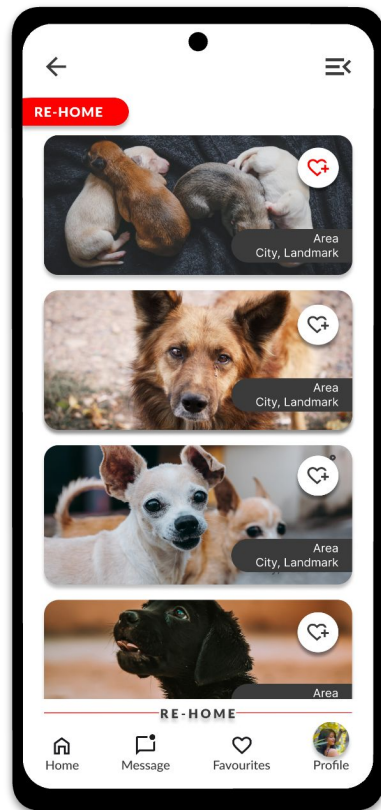 RE-HOME
Area
City, Landmark
Area
City, Landmark
Area
City, Landmark
Area
RE-HOME
Home
Message
Favourites
Profile